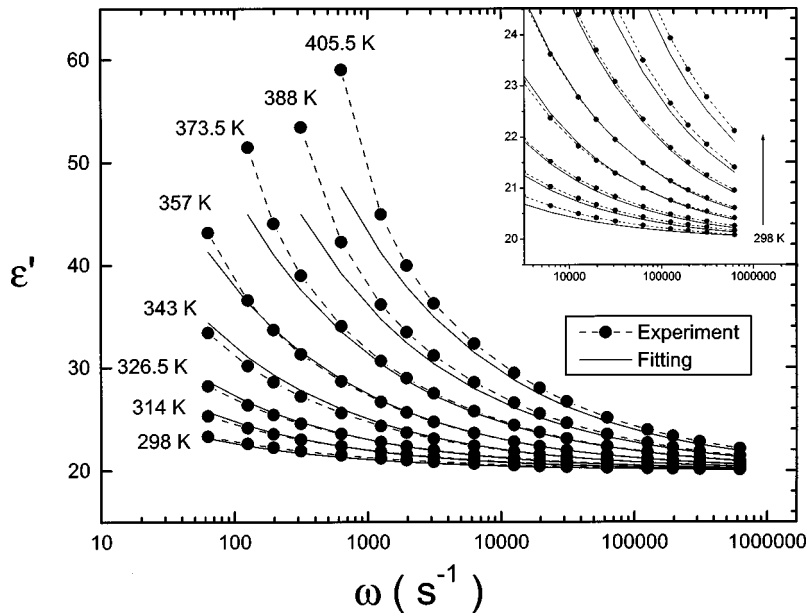 60
50
40
30
20
ε'
405.5 K
388 K
373.5 K
357 K
343 K
326.5 K
314 K
298 K
24
23
22
21
20
10000
100000
1000000
298 K
Experiment
Fitting
10
100
1000
10000
100000
1000000
ω ( s⁻¹ )